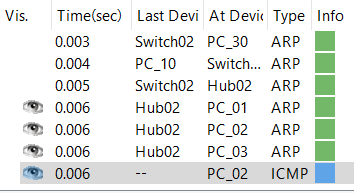 Vis. Time(sec) Last Devi At Devic Type Info
0.003 Switch02 PC_30 ARP
0.004 PC_10 Switch... ARP
0.005 Switch02 Hub02 ARP
0.006 Hub02 PC_01 ARP
0.006 Hub02 PC_02 ARP
0.006 Hub02 PC_03 ARP
0.006 -- PC_02 ICMP